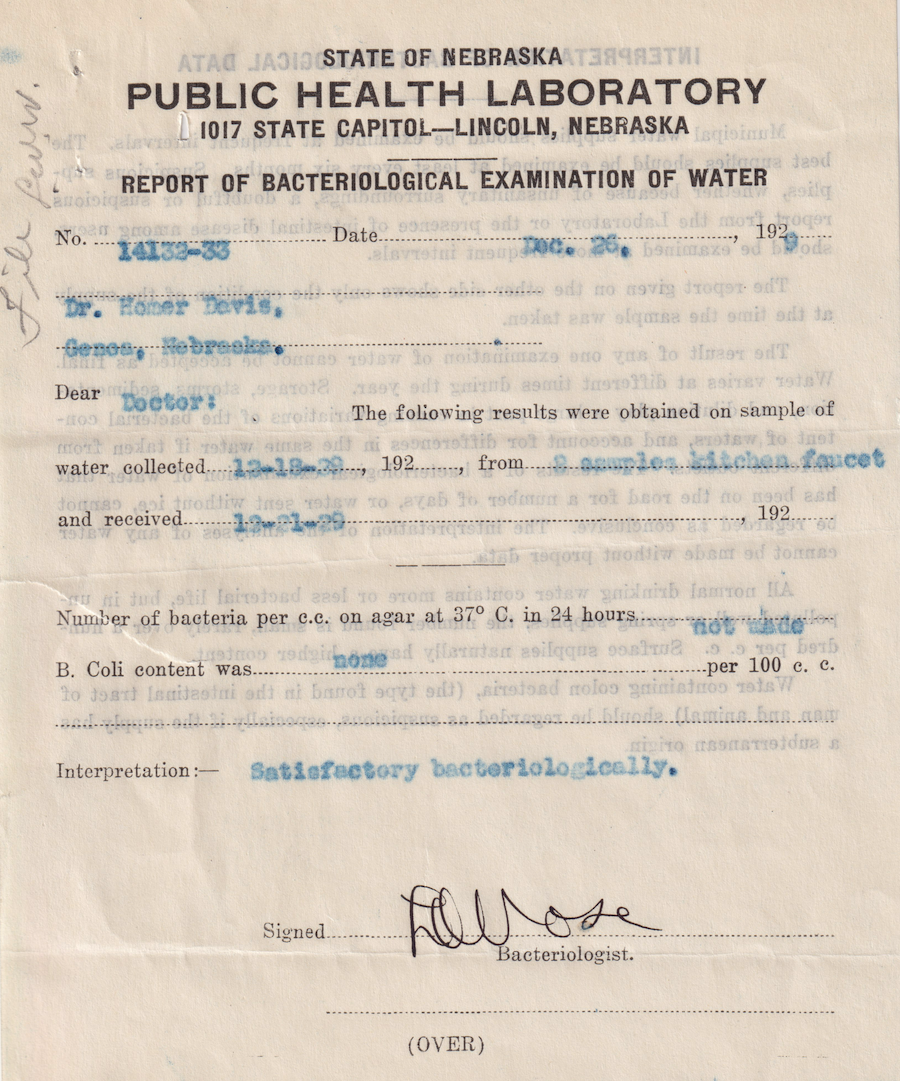 STATE OF NEBRASKA
PUBLIC HEALTH LABORATORY
1017 STATE CAPITOL—LINCOLN, NEBRASKA
REPORT OF BACTERIOLOGICAL EXAMINATION OF WATER
No. 14132-33 Date Dec. 26, , 1929
Dr. Homer Davis,
Genoa, Nebraska.
Dear Doctor: The following results were obtained on sample of
water collected 12-18-29 , 192 , from 2 samples kitchen faucet
and received 12-21-29 , 192
Number of bacteria per c.c. on agar at 37° C. in 24 hours not made
B. Coli content was none per 100 c. c.
Interpretation:— Satisfactory bacteriologically.
Signed
Bacteriologist.
(OVER)
File